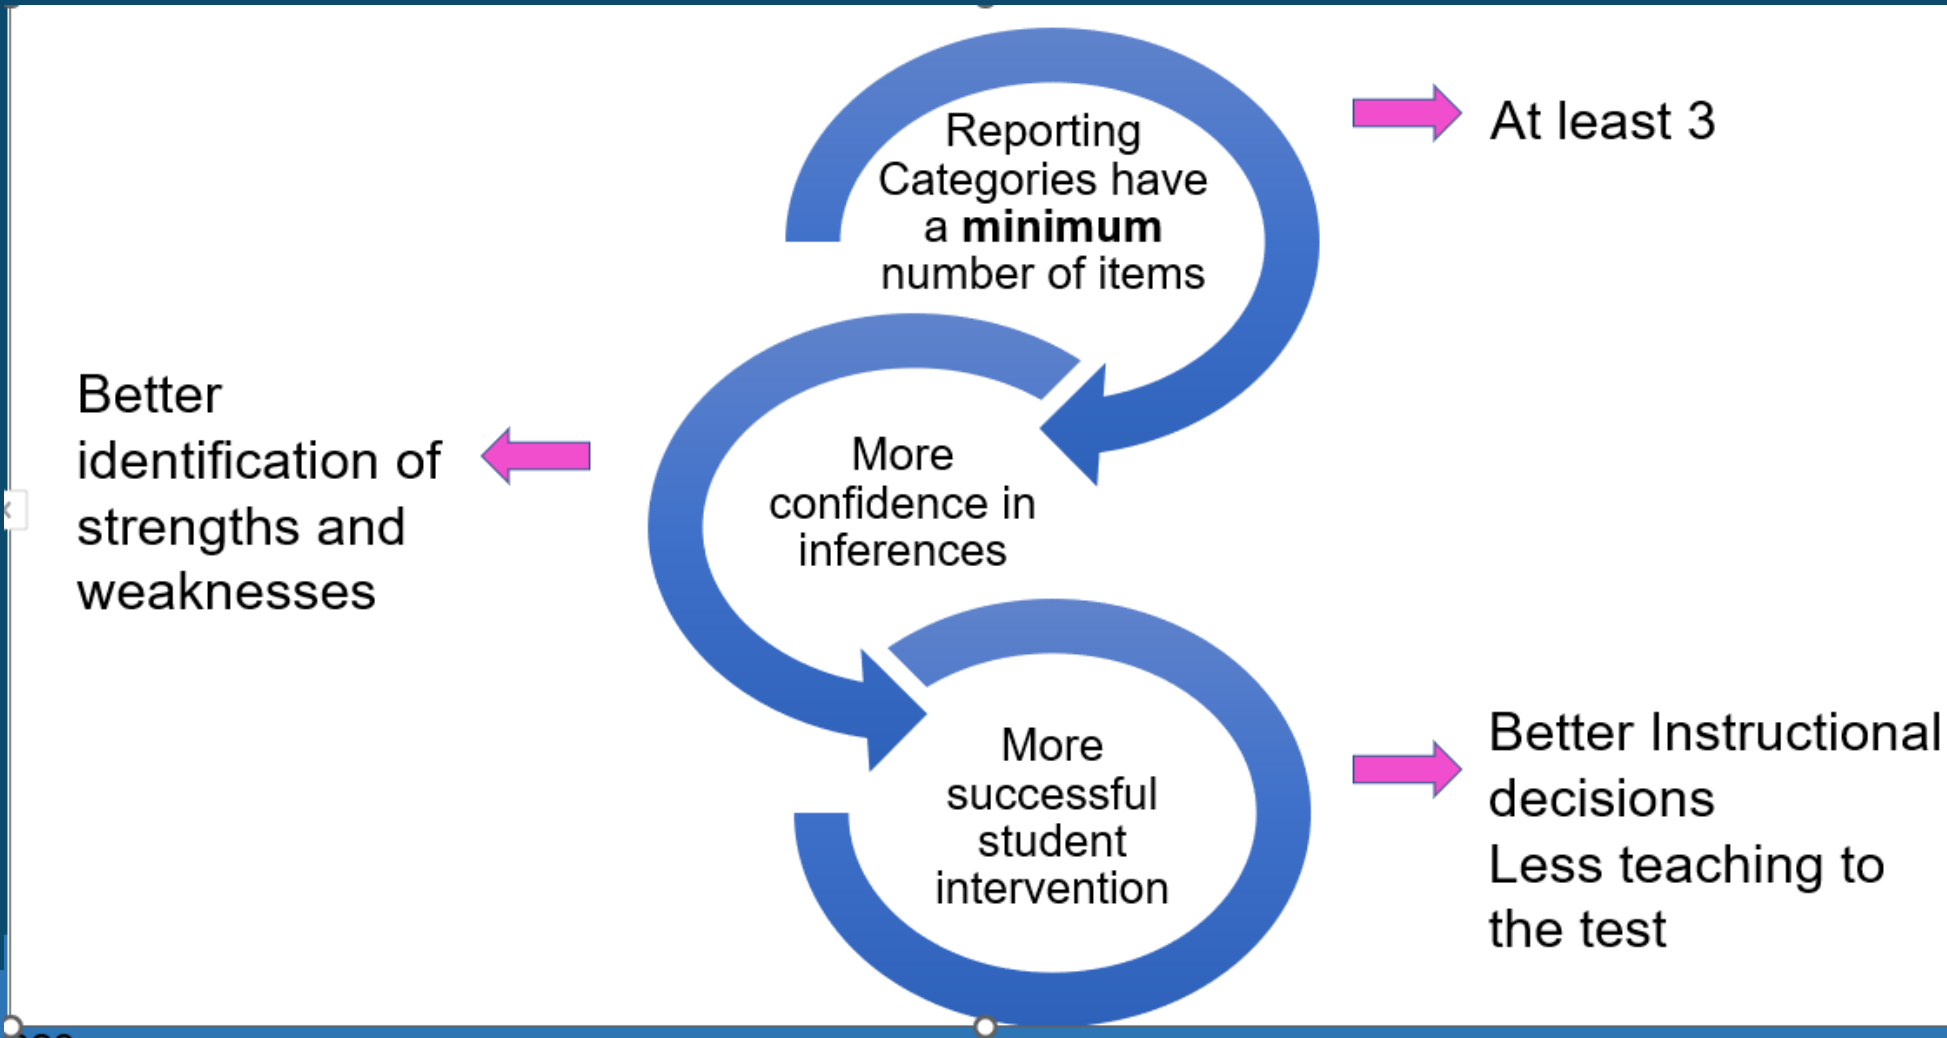 Reporting
Categories have
a minimum
number of items
At least 3
More
confidence in
inferences
Better
identification of
strengths and
weaknesses
More
successful
student
intervention
Better Instructional
decisions
Less teaching to
the test